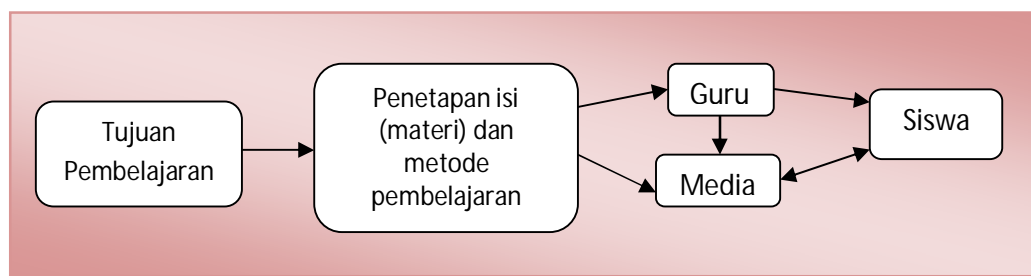 Tujuan
Pembelajaran
Penetapan isi
(materi) dan
metode
pembelajaran
Guru
Media
Siswa